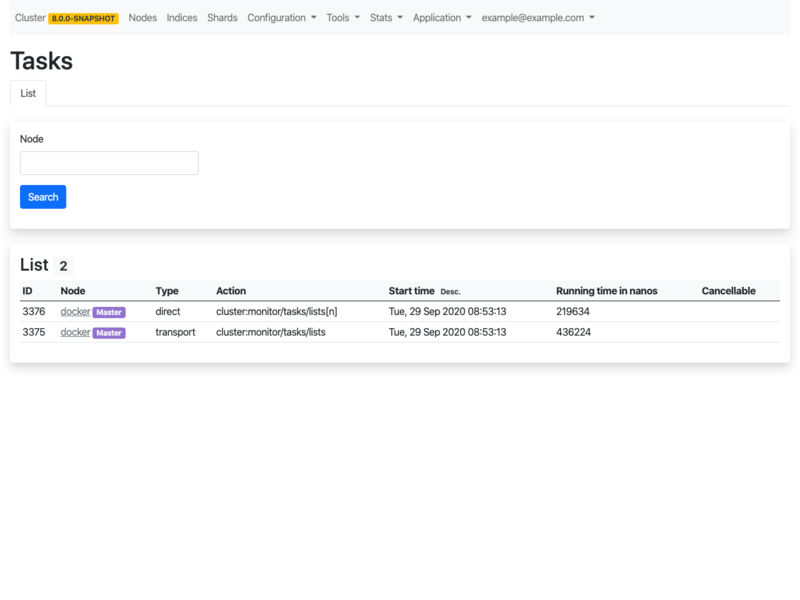 Cluster 8.0.0-SNAPSHOT Nodes Indices Shards Configuration Tools Stats Application example@example.com
Tasks
List
Node
Search
List 2
ID Node Type Action Start time Desc. Running time in nanos Cancellable
3376 docker Master direct cluster:monitor/tasks/lists[n] Tue, 29 Sep 2020 08:53:13 219634
3375 docker Master transport cluster:monitor/tasks/lists Tue, 29 Sep 2020 08:53:13 436224